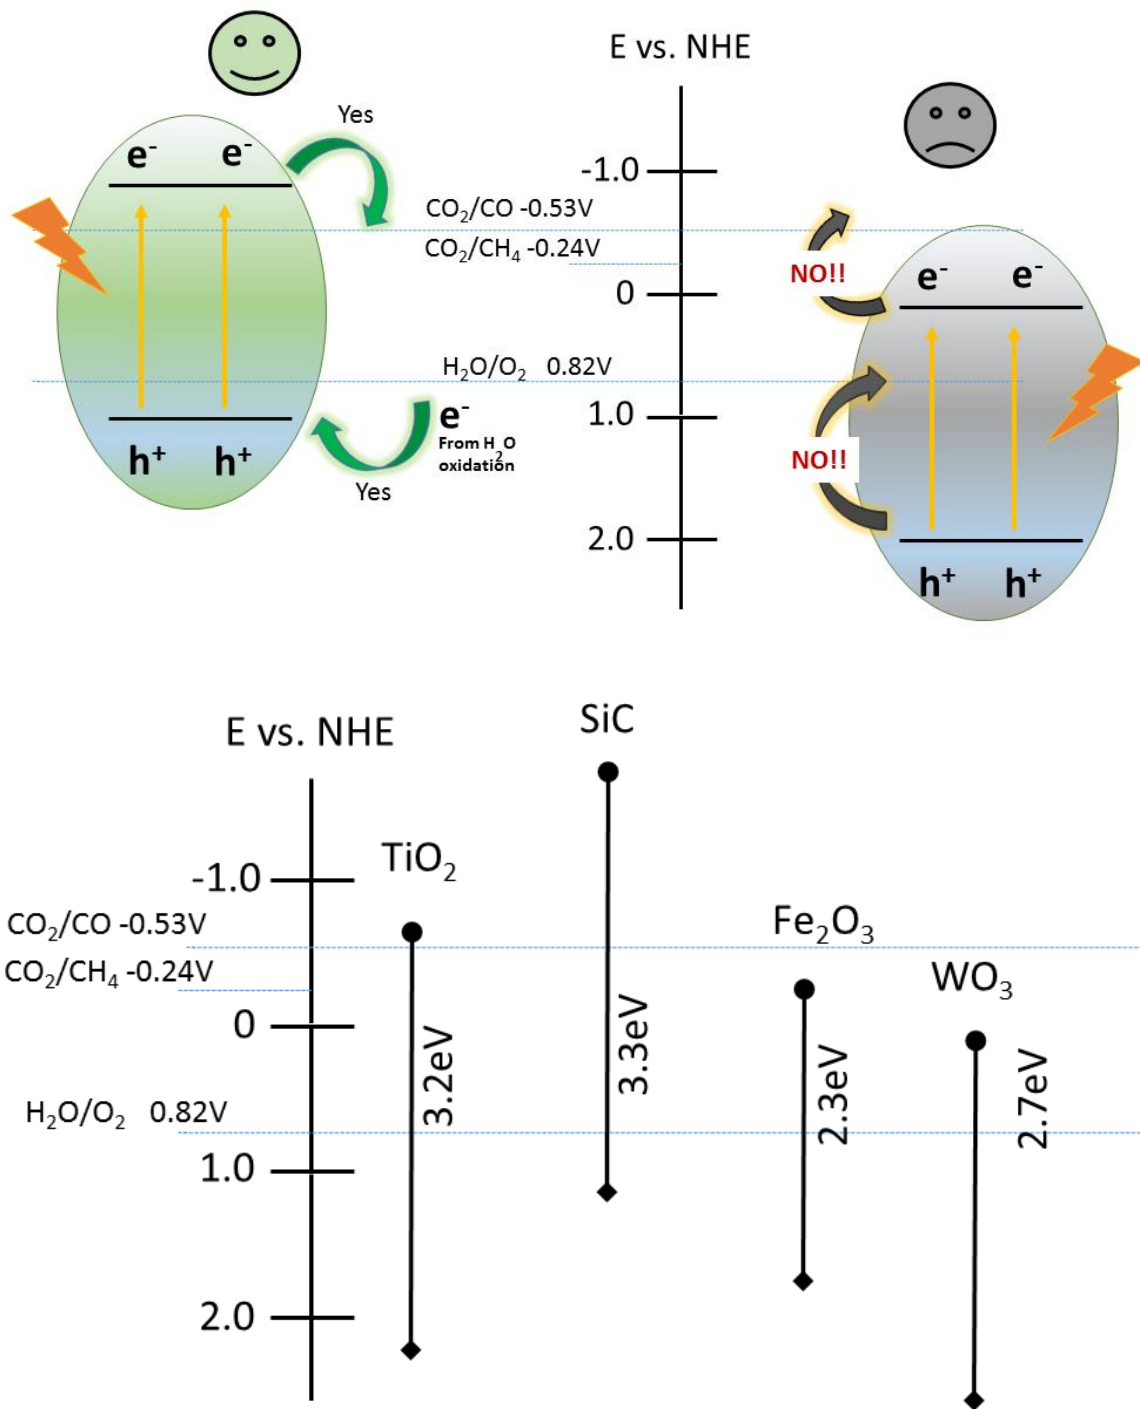 E vs. NHE
Yes
e⁻ e⁻
-1.0
CO₂/CO -0.53V
CO₂/CH₄ -0.24V
NO!!
e⁻ e⁻
0
H₂O/O₂ 0.82V
e⁻
From H₂O
oxidation
1.0
h⁺ h⁺
NO!!
Yes
2.0
h⁺ h⁺
SiC
E vs. NHE
TiO₂
-1.0
CO₂/CO -0.53V
Fe₂O₃
CO₂/CH₄ -0.24V
WO₃
0
3.2eV
3.3eV
2.3eV
2.7eV
H₂O/O₂ 0.82V
1.0
2.0